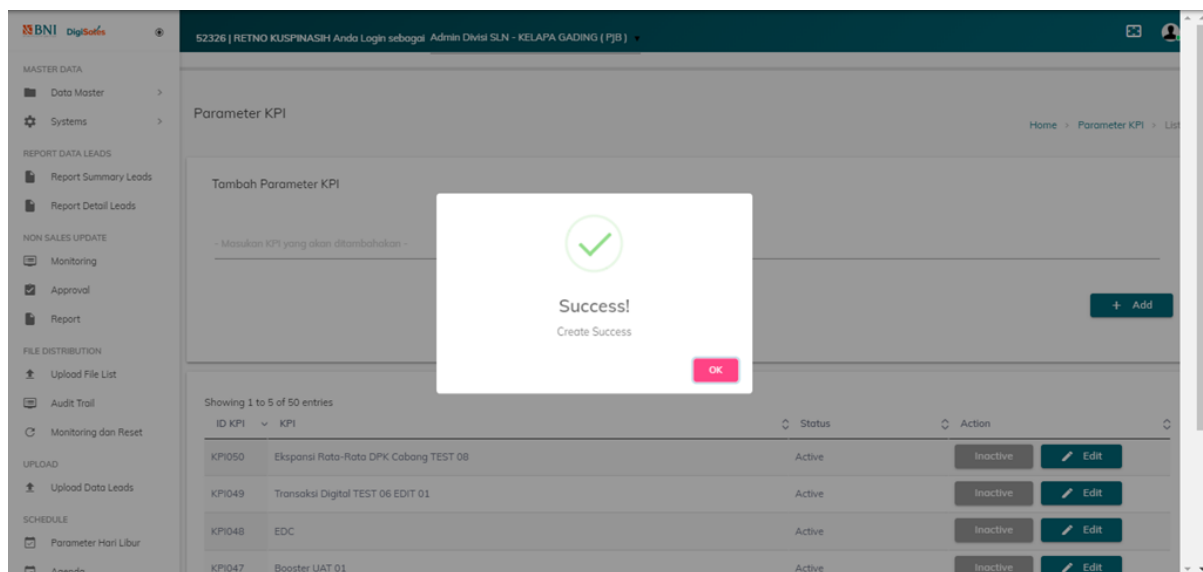 BNI DigiSales
52326 | RETNO KUSPINASIH Anda Login sebagai Admin Divisi SLN - KELAPA GADING ( PJB )
MASTER DATA
Data Master
Systems
REPORT DATA LEADS
Report Summary Leads
Report Detail Leads
NON SALES UPDATE
Monitoring
Approval
Report
FILE DISTRIBUTION
Upload File List
Audit Trail
Monitoring dan Reset
UPLOAD
Upload Data Leads
SCHEDULE
Parameter Hari Libur
Agenda
Parameter KPI
Home > Parameter KPI > List
Tambah Parameter KPI
- Masukan KPI yang akan ditambahakan -
+ Add
Success!
Create Success
OK
Showing 1 to 5 of 50 entries
ID KPI KPI Status Action
KPI050 Ekspansi Rata-Rata DPK Cabang TEST 08 Active Inactive Edit
KPI049 Transaksi Digital TEST 06 EDIT 01 Active Inactive Edit
KPI048 EDC Active Inactive Edit
KPI047 Booster UAT 01 Active Inactive Edit